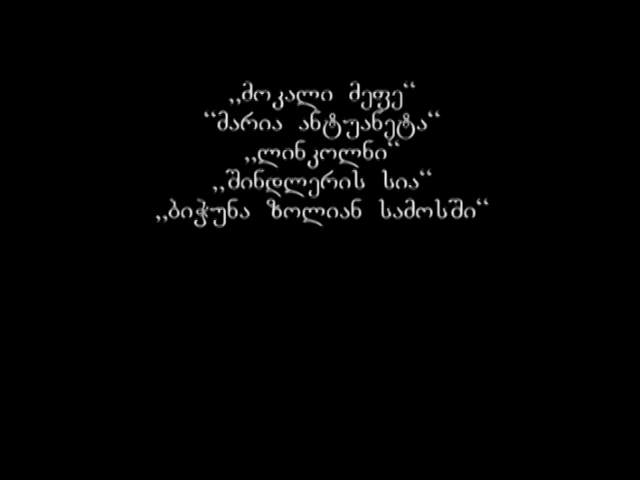 „მოკალი მეფე“
“მარია ანტუანეტა“
„ლინკოლნი“
„შინდლერის სია“
„ბიჭუნა ზოლიან სამოსში“